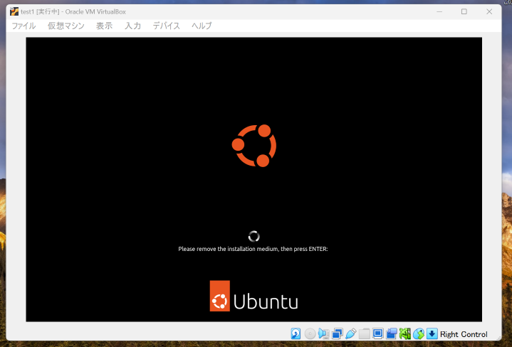 test1 [実行中] - Oracle VM VirtualBox
ファイル 仮想マシン 表示 入力 デバイス ヘルプ
Please remove the installation medium, then press ENTER:
Ubuntu
Right Control